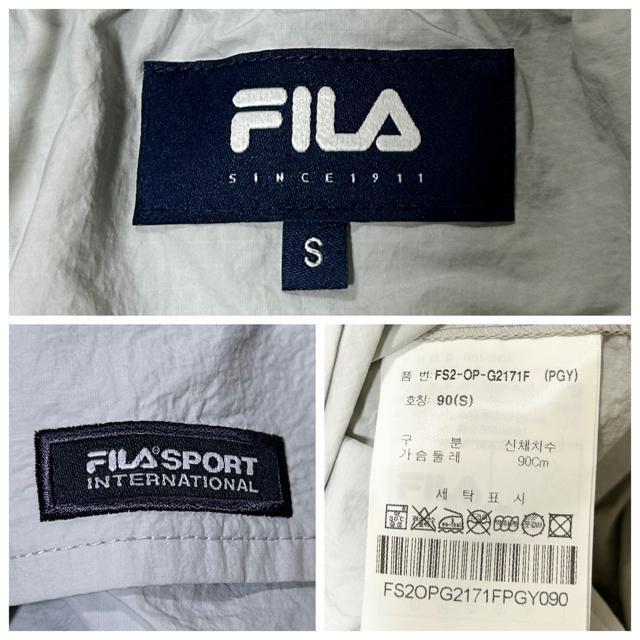 FILA
SINCE1911
S
FILA SPORT
INTERNATIONAL
품 번: FS2-OP-G2171F (PGY)
호칭: 90(S)
구 분 신체치수
가슴둘레 90Cm
세 탁 표 시
FS2OPG2171FPGY090